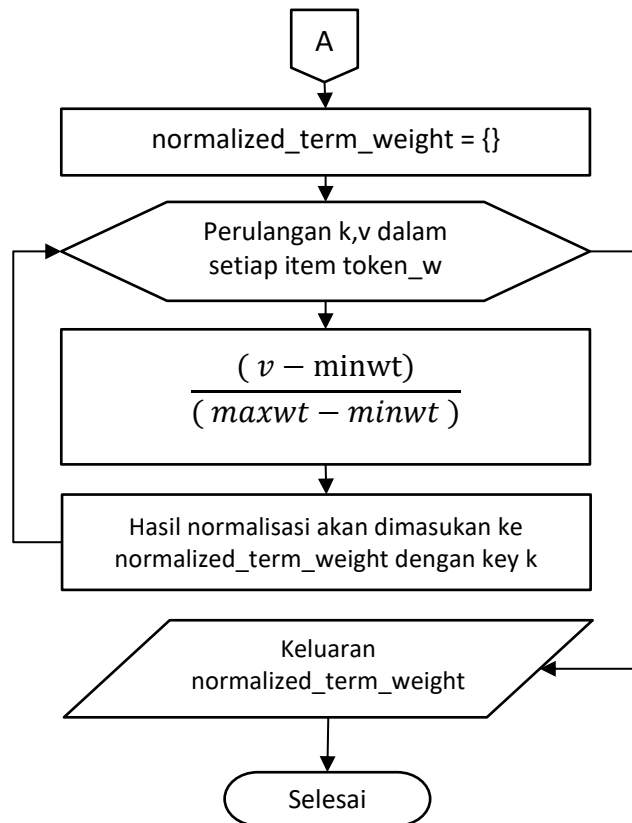 A
normalized_term_weight = {}
Perulangan k,v dalam
setiap item token_w
( v − minwt)
( maxwt − minwt )
Hasil normalisasi akan dimasukan ke
normalized_term_weight dengan key k
Keluaran
normalized_term_weight
Selesai